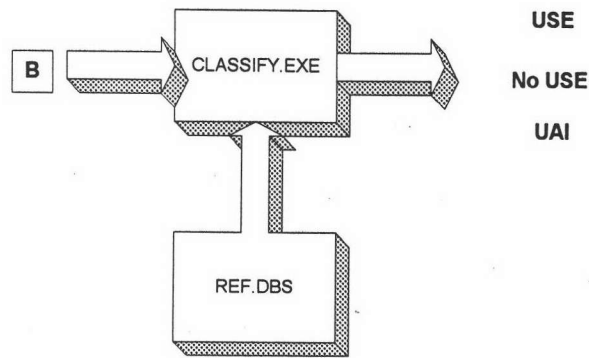 USE
B
CLASSIFY.EXE
No USE
UAI
REF.DBS